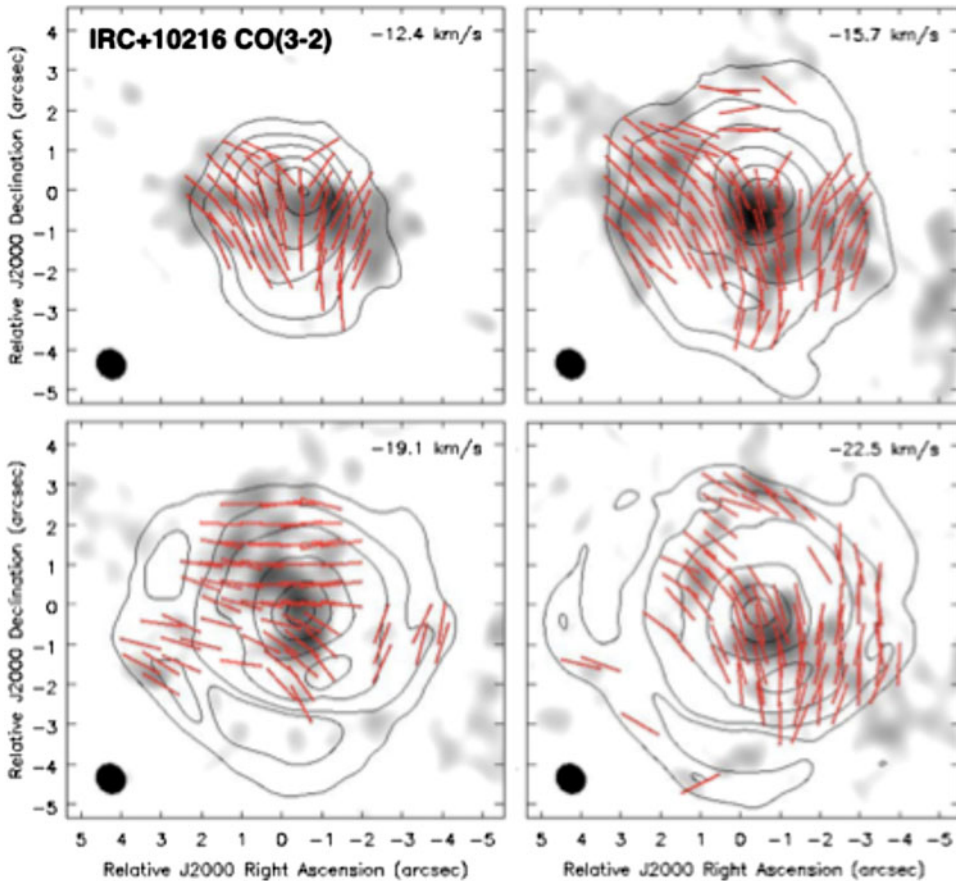 IRC+10216 CO(3-2)
-12.4 km/s
-15.7 km/s
4
3
2
1
0
-1
-2
-3
-4
-5
Relative J2000 Declination (arcsec)
-19.1 km/s
-22.5 km/s
4
3
2
1
0
-1
-2
-3
-4
-5
Relative J2000 Declination (arcsec)
5 4 3 2 1 0 -1 -2 -3 -4 -5
5 4 3 2 1 0 -1 -2 -3 -4 -5
Relative J2000 Right Ascension (arcsec)
Relative J2000 Right Ascension (arcsec)